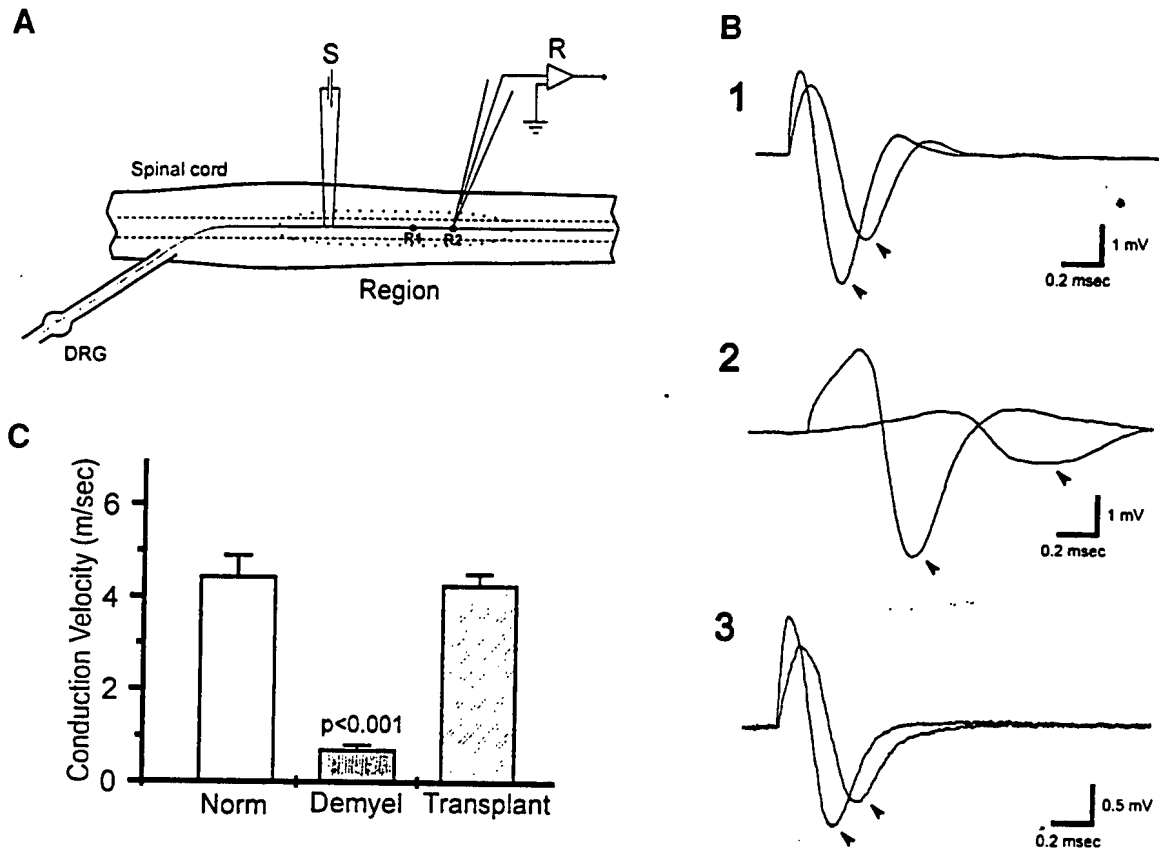 A
S
R
Spinal cord
R1
R2
Region
DRG
B
1
1 mV
0.2 msec
2
1 mV
0.2 msec
3
0.5 mV
0.2 msec
C
Conduction Velocity (m/sec)
6
4
2
0
p<0.001
Norm
Demyel
Transplant